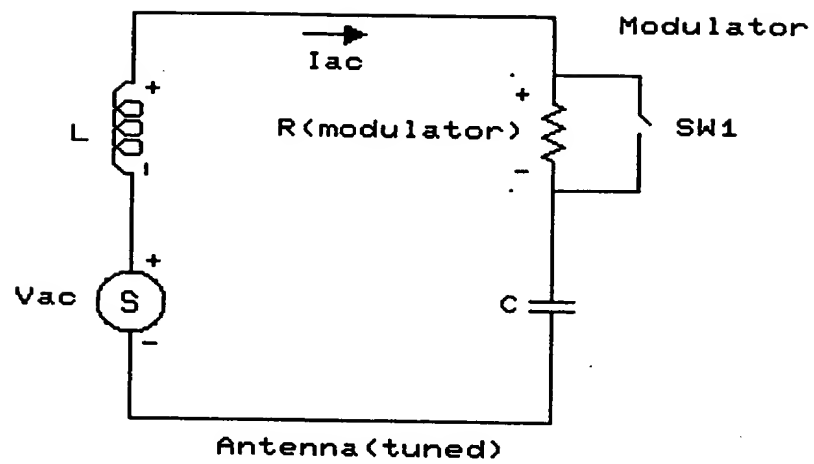 Modulator
Iac
+
+
L
R(modulator)
SW1
-
-
+
Vac
S
C
-
Antenna(tuned)